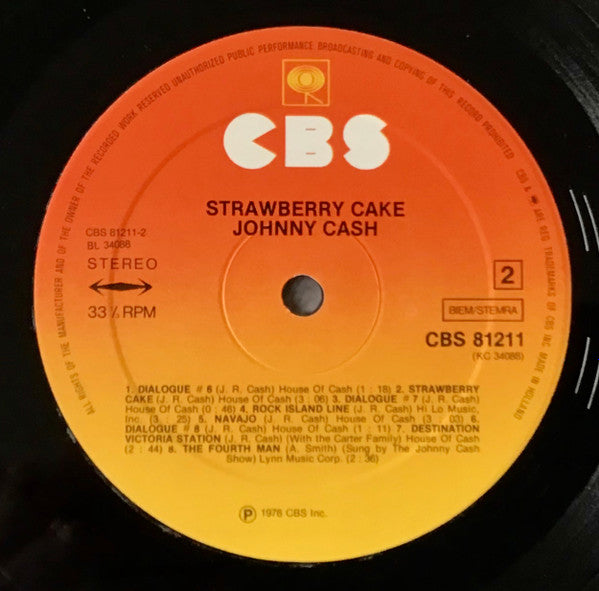 ALL RIGHTS OF THE MANUFACTURER AND OF THE OWNER OF THE RECORDED WORK RESERVED UNAUTHORIZED PUBLIC PERFORMANCE BROADCASTING AND COPYING OF THIS RECORD PROHIBITED
CBS & ARE REG. TRADEMARKS OF CBS INC MADE IN HOLLAND
CBS
STRAWBERRY CAKE
JOHNNY CASH
CBS 81211-2
BL 34088
STEREO
33⅓ RPM
2
BIEM/STEMRA
CBS 81211
(KC 34088)
1. DIALOGUE # 6 (J. R. Cash) House Of Cash (1 : 18) 2. STRAWBERRY
CAKE (J. R. Cash) House Of Cash (3 : 06) 3. DIALOGUE # 7 (J. R. Cash)
House Of Cash (0 : 46) 4. ROCK ISLAND LINE (J. R. Cash) Hi Lo Music,
Inc. (3 : 25) 5. NAVAJO (J. R. Cash) House Of Cash (3 : 03) 6.
DIALOGUE # 8 (J. R. Cash) House Of Cash (1 : 11) 7. DESTINATION
VICTORIA STATION (J. R. Cash) (With the Carter Family) House Of Cash
(2 : 44) 8. THE FOURTH MAN (A. Smith) (Sung by The Johnny Cash
Show) Lynn Music Corp. (2 : 36)
Ⓟ 1976 CBS Inc.